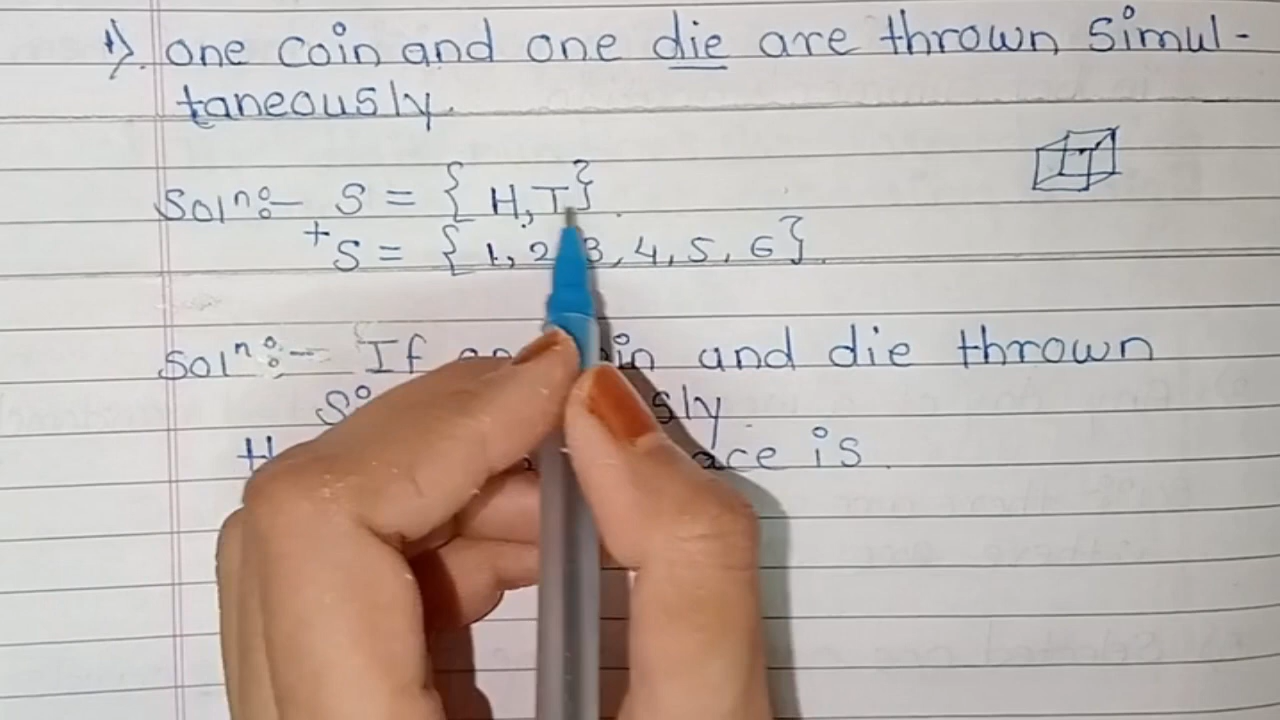 1). one coin and one die are thrown simul-
taneously.
Solⁿ:- S = { H, T}.
+S = { 1, 2 3, 4, 5, 6}.
Solⁿ:- If in and die thrown
sly
is